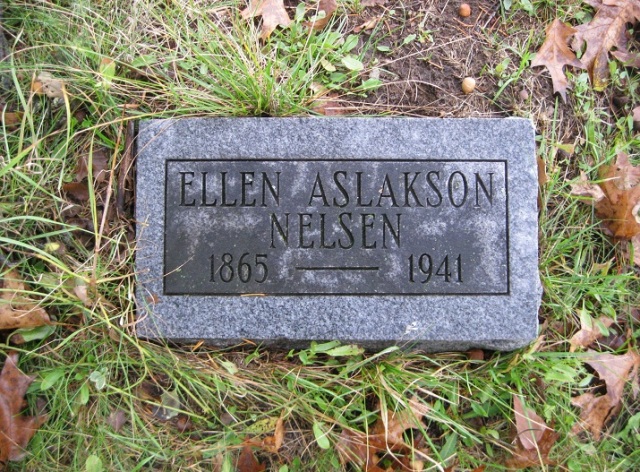 ELLEN ASLAKSON
NELSEN
1865 — 1941